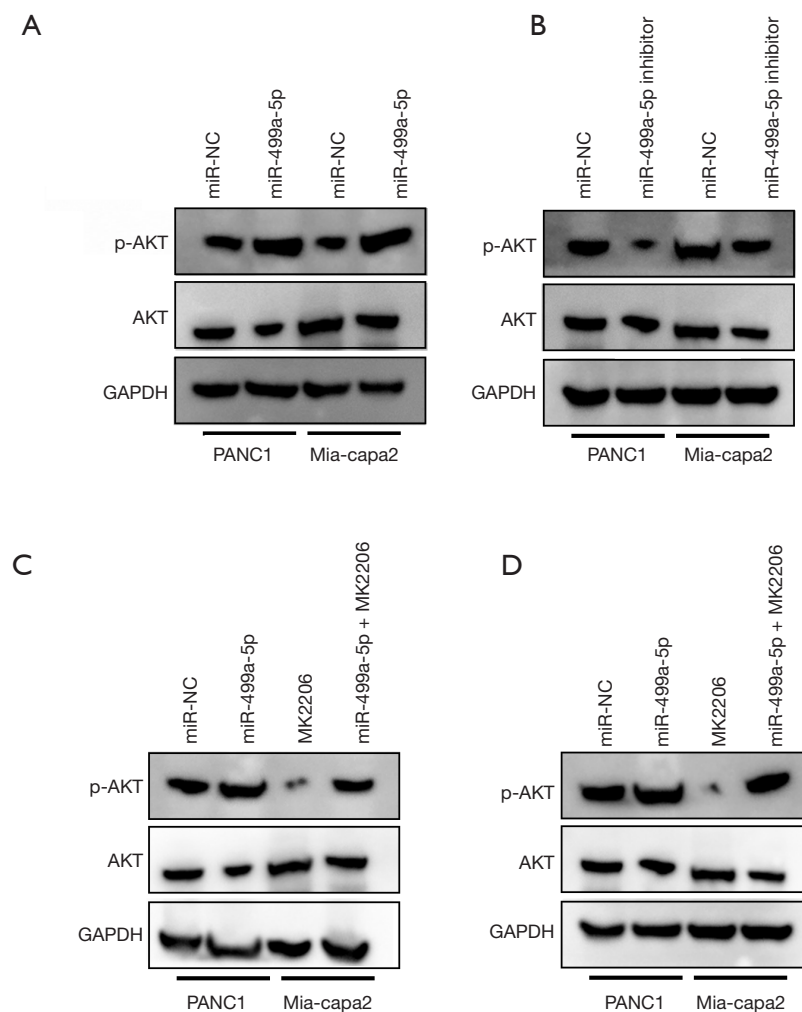 A
miR-NC
miR-499a-5p
miR-NC
miR-499a-5p
p-AKT
AKT
GAPDH
PANC1
Mia-capa2
B
miR-NC
miR-499a-5p inhibitor
miR-NC
miR-499a-5p inhibitor
p-AKT
AKT
GAPDH
PANC1
Mia-capa2
C
miR-NC
miR-499a-5p
MK2206
miR-499a-5p + MK2206
p-AKT
AKT
GAPDH
PANC1
Mia-capa2
D
miR-NC
miR-499a-5p
MK2206
miR-499a-5p + MK2206
p-AKT
AKT
GAPDH
PANC1
Mia-capa2